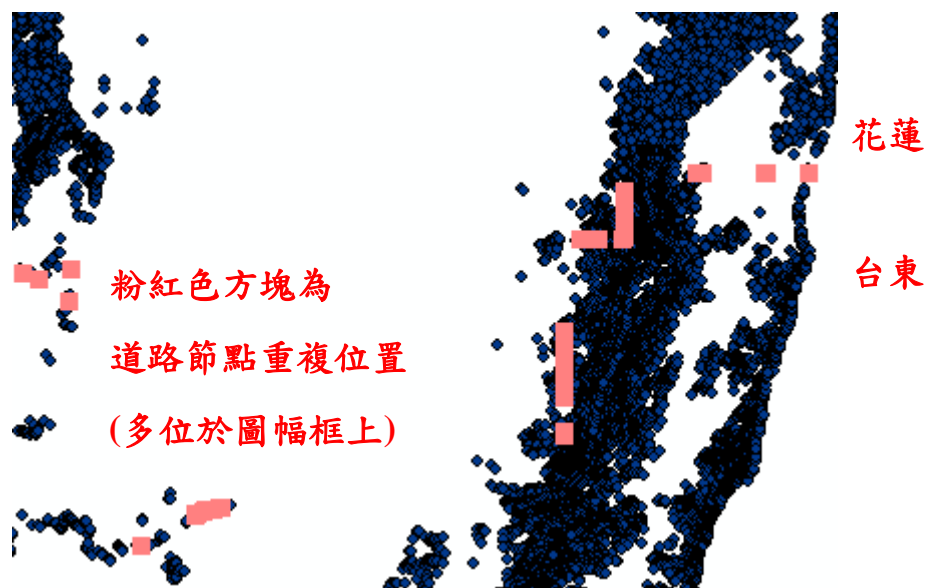 花蓮
台東
粉紅色方塊為
道路節點重複位置
(多位於圖幅框上)